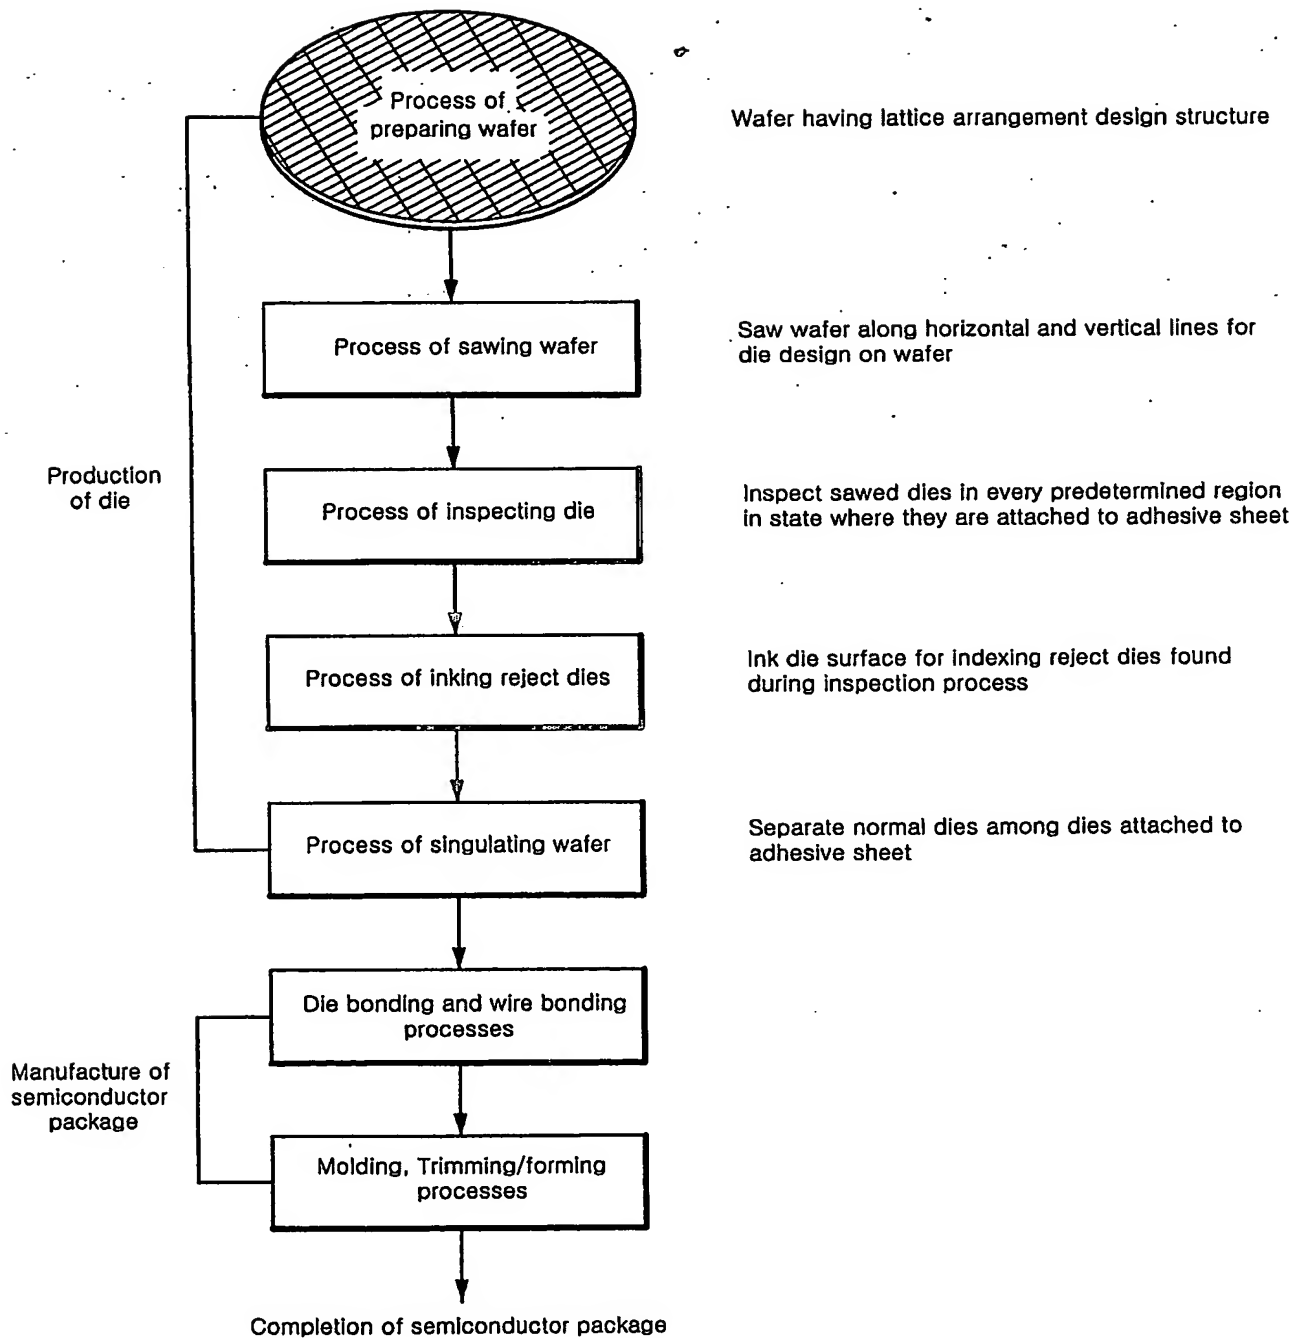 Process of
preparing wafer
Wafer having lattice arrangement design structure
Process of sawing wafer
Saw wafer along horizontal and vertical lines for
die design on wafer
Production
of die
Process of inspecting die
Inspect sawed dies in every predetermined region
in state where they are attached to adhesive sheet
Process of inking reject dies
Ink die surface for indexing reject dies found
during inspection process
Process of singulating wafer
Separate normal dies among dies attached to
adhesive sheet
Die bonding and wire bonding
processes
Manufacture of
semiconductor
package
Molding, Trimming/forming
processes
Completion of semiconductor package